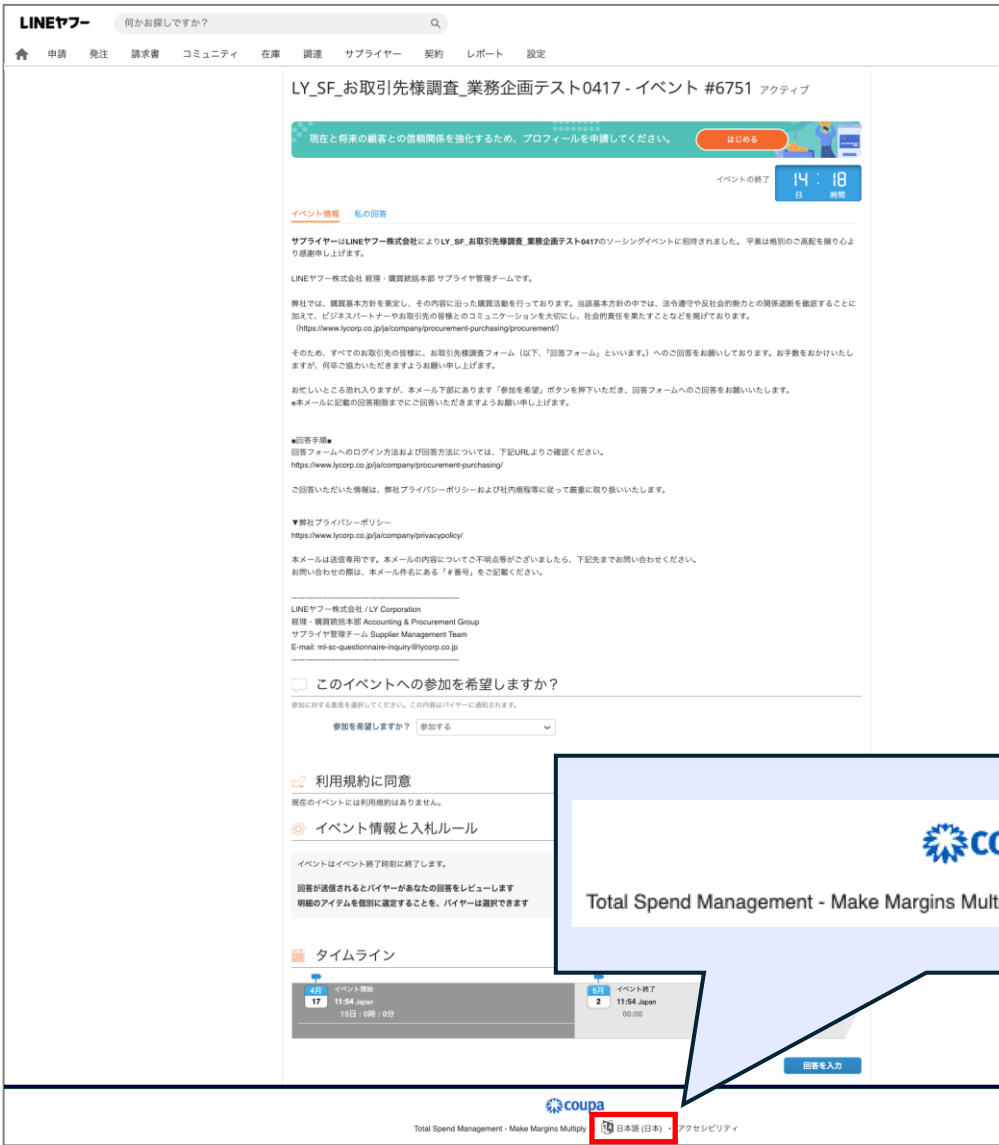 LINEヤフー
何かお探しですか？
申請 発注 請求書 コミュニティ 在庫 調達 サプライヤー 契約 レポート 設定
LY_SF_お取引先様調査_業務企画テスト0417 - イベント #6751 アクティブ
現在と将来の顧客との信頼関係を強化するため、プロフィールを申請してください。 はじめる
イベントの終了 14 : 18
日 時間
イベント情報 私の回答
サプライヤーはLINEヤフー株式会社によりLY_SF_お取引先様調査_業務企画テスト0417のソーシングイベントに招待されました。 平素は格別のご高配を賜り心よ
り感謝申し上げます。
LINEヤフー株式会社 経理・購買統括本部 サプライヤ管理チームです。
弊社では、購買基本方針を策定し、その内容に沿った購買活動を行っております。当該基本方針の中では、法令遵守や反社会的勢力との関係遮断を徹底することに
加えて、ビジネスパートナーやお取引先の皆様とのコミュニケーションを大切にし、社会的責任を果たすことなどを掲げております。
（https://www.lycorp.co.jp/ja/company/procurement-purchasing/procurement/）
そのため、すべてのお取引先の皆様に、お取引先様調査フォーム（以下、「回答フォーム」といいます。）へのご回答をお願いしております。お手数をおかけいたし
ますが、何卒ご協力いただきますようお願い申し上げます。
お忙しいところ恐れ入りますが、本メール下部にあります「参加を希望」ボタンを押下いただき、回答フォームへのご回答をお願いいたします。
■本メールに記載の回答期限までにご回答いただきますようお願い申し上げます。
■回答手順■
回答フォームへのログイン方法および回答方法については、下記URLよりご確認ください。
https://www.lycorp.co.jp/ja/company/procurement-purchasing/
ご回答いただいた情報は、弊社プライバシーポリシーおよび社内規程等に従って厳重に取り扱いいたします。
▼弊社プライバシーポリシー
https://www.lycorp.co.jp/ja/company/privacypolicy/
本メールは送信専用です。本メールの内容についてご不明点等がございましたら、下記先までお問い合わせください。
お問い合わせの際は、本メール件名にある「＃番号」をご記載ください。
------------------------------------------------------------
LINEヤフー株式会社 / LY Corporation
経理・購買統括本部 Accounting & Procurement Group
サプライヤ管理チーム Supplier Management Team
E-mail: ml-sc-questionnaire-inquiry@lycorp.co.jp
------------------------------------------------------------
このイベントへの参加を希望しますか？
参加に対する意思を選択してください。この内容はバイヤーに通知されます。
参加を希望しますか？ 参加する
利用規約に同意
現在のイベントには利用規約はありません。
イベント情報と入札ルール
イベントはイベント終了時刻に終了します。
回答が送信されるとバイヤーがあなたの回答をレビューします
明細のアイテムを個別に選定することを、バイヤーは選択できます
co
Total Spend Management - Make Margins Multi
タイムライン
4月 17 イベント開始
11:54 Japan
15日：0時：0分
5月 2 イベント終了
11:54 Japan
00:00
回答を入力
coupa
Total Spend Management - Make Margins Multiply 日本語 (日本) ・アクセシビリティ